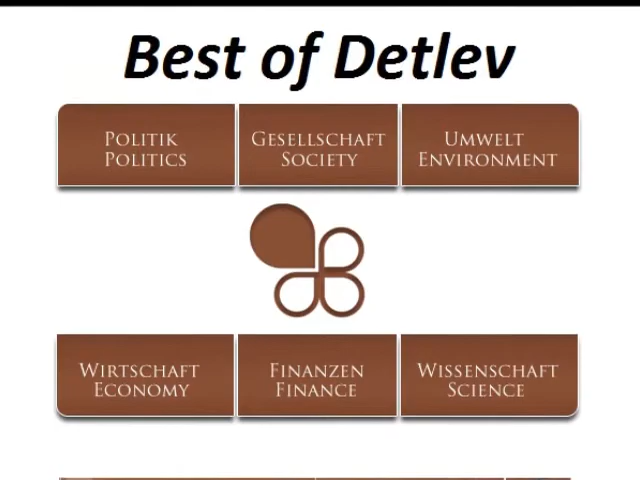 Best of Detlev
POLITIK
POLITICS
GESELLSCHAFT
SOCIETY
UMWELT
ENVIRONMENT
WIRTSCHAFT
ECONOMY
FINANZEN
FINANCE
WISSENSCHAFT
SCIENCE